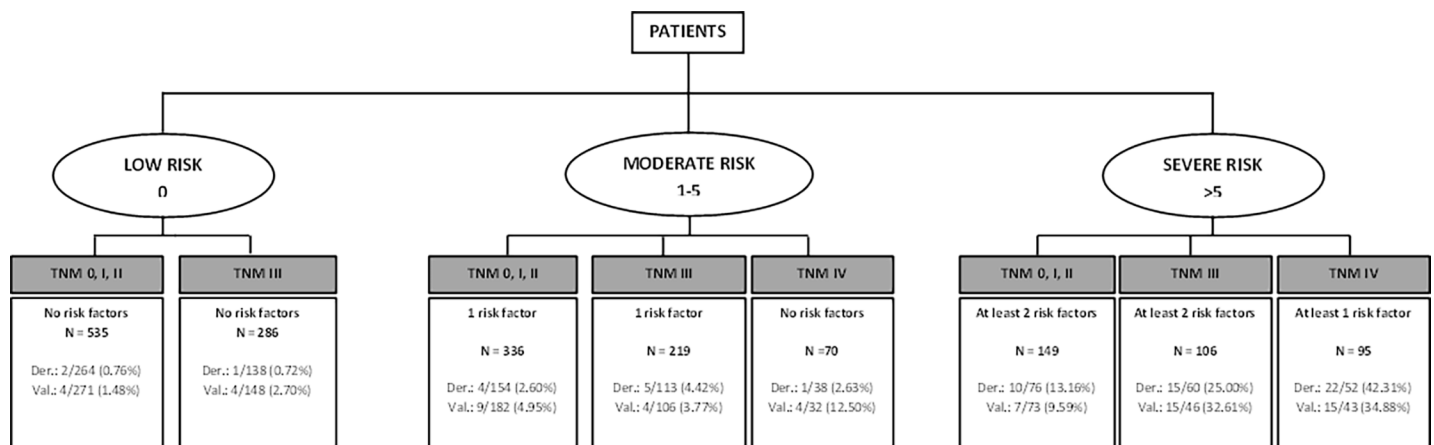 PATIENTS
LOW RISK
0
MODERATE RISK
1-5
SEVERE RISK
>5
TNM 0, I, II
No risk factors
N = 535
Der.: 2/264 (0.76%)
Val.: 4/271 (1.48%)
TNM III
No risk factors
N = 286
Der.: 1/138 (0.72%)
Val.: 4/148 (2.70%)
TNM 0, I, II
1 risk factor
N = 336
Der.: 4/154 (2.60%)
Val.: 9/182 (4.95%)
TNM III
1 risk factor
N = 219
Der.: 5/113 (4.42%)
Val.: 4/106 (3.77%)
TNM IV
No risk factors
N =70
Der.: 1/38 (2.63%)
Val.: 4/32 (12.50%)
TNM 0, I, II
At least 2 risk factors
N = 149
Der.: 10/76 (13.16%)
Val.: 7/73 (9.59%)
TNM III
At least 2 risk factors
N = 106
Der.: 15/60 (25.00%)
Val.: 15/46 (32.61%)
TNM IV
At least 1 risk factor
N = 95
Der.: 22/52 (42.31%)
Val.: 15/43 (34.88%)